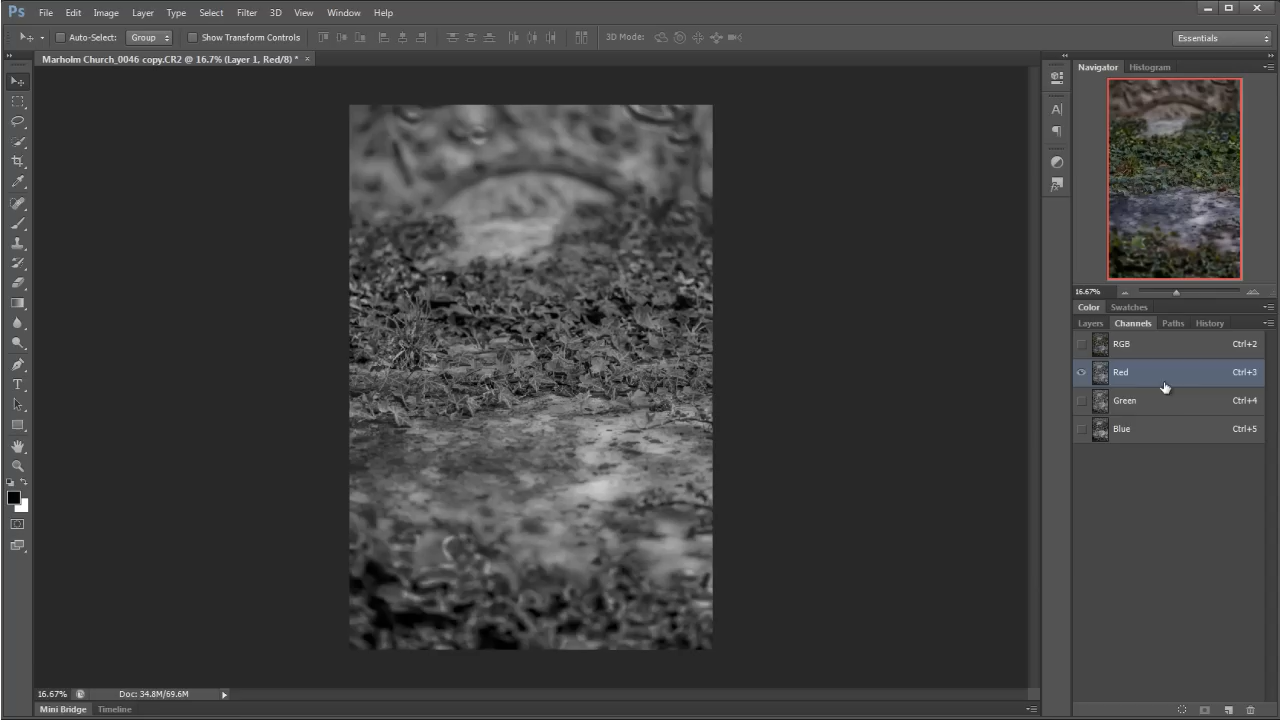 Ps File Edit Image Layer Type Select Filter 3D View Window Help
Auto-Select: Group Show Transform Controls 3D Mode: Essentials
Marholm Church_0046 copy.CR2 @ 16.7% (Layer 1, Red/8) * ×
Navigator Histogram
16.67%
Color Swatches
Layers Channels Paths History
RGB Ctrl+2
Red Ctrl+3
Green Ctrl+4
Blue Ctrl+5
16.67% Doc: 34.8M/69.6M
Mini Bridge Timeline